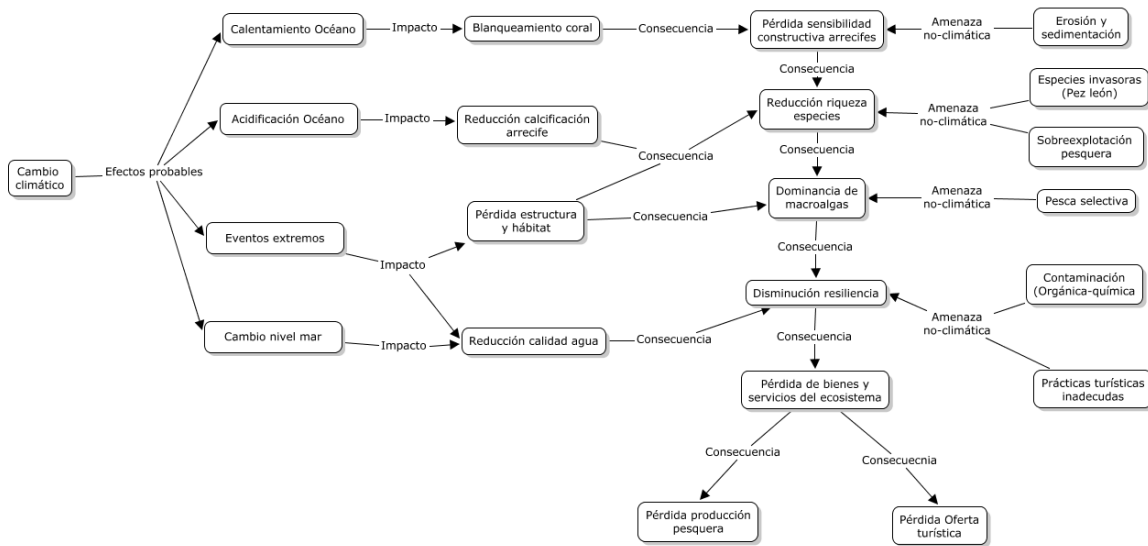 Calentamiento Océano
Impacto
Blanqueamiento coral
Consecuencia
Pérdida sensibilidad
constructiva arrecifes
Amenaza
no-climática
Erosión y
sedimentación
Consecuencia
Acidificación Océano
Impacto
Reducción calcificación
arrecife
Consecuencia
Reducción riqueza
especies
Amenaza
no-climática
Especies invasoras
(Pez león)
Sobreexplotación
pesquera
Consecuencia
Cambio
climático
Efectos probables
Eventos extremos
Impacto
Pérdida estructura
y hábitat
Consecuencia
Dominancia de
macroalgas
Amenaza
no-climática
Pesca selectiva
Consecuencia
Disminución resiliencia
Amenaza
no-climática
Contaminación
(Orgánica-química
Prácticas turísticas
inadecudas
Cambio nivel mar
Impacto
Reducción calidad agua
Consecuencia
Consecuencia
Pérdida de bienes y
servicios del ecosistema
Consecuencia
Consecuecnia
Pérdida producción
pesquera
Pérdida Oferta
turística